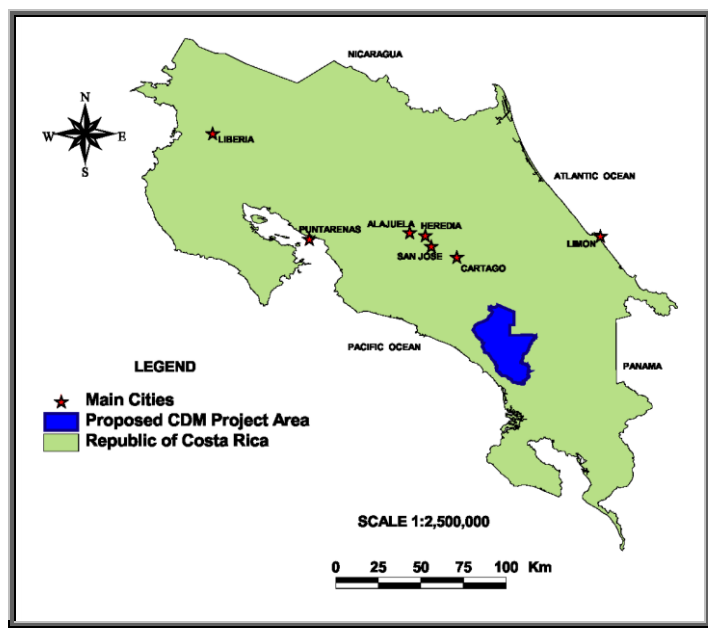 NICARAGUA
N
W E
S
LIBERIA
ATLANTIC OCEAN
PUNTARENAS
ALAJUELA HEREDIA
LIMON
SAN JOSE
CARTAGO
PACIFIC OCEAN
PANAMA
LEGEND
Main Cities
Proposed CDM Project Area
Republic of Costa Rica
SCALE 1:2,500,000
0 25 50 75 100 Km